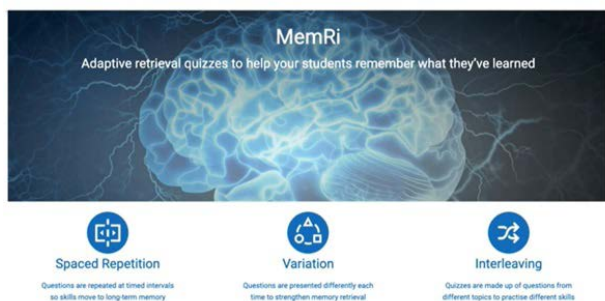 MemRi
Adaptive retrieval quizzes to help your students remember what they've learned
Spaced Repetition
Questions are repeated at timed intervals
so skills move to long-term memory
Variation
Questions are presented differently each
time to strengthen memory retrieval
Interleaving
Quizzes are made up of questions from
different topics to practise different skills